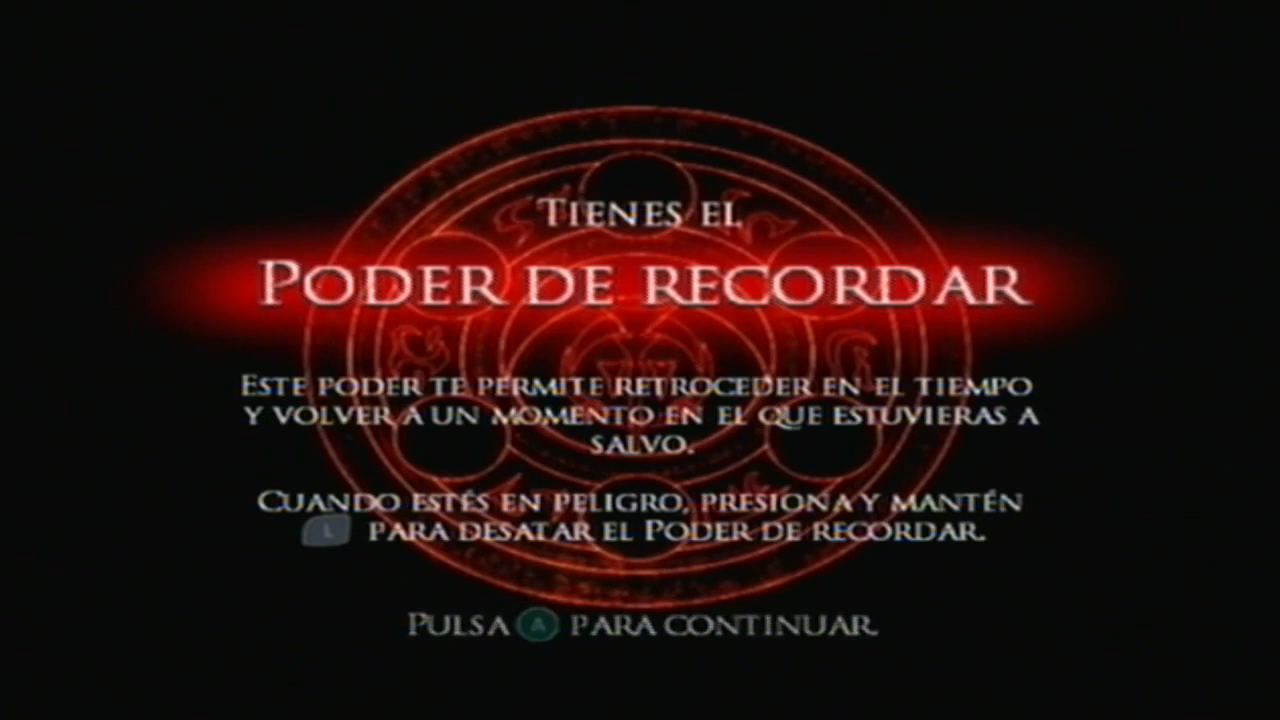 TIENES EL
PODER DE RECORDAR
ESTE PODER TE PERMITE RETROCEDER EN EL TIEMPO
Y VOLVER A UN MOMENTO EN EL QUE ESTUVIERAS A
SALVO.
CUANDO ESTÉS EN PELIGRO, PRESIONA Y MANTÉN
L PARA DESATAR EL PODER DE RECORDAR.
PULSA A PARA CONTINUAR.